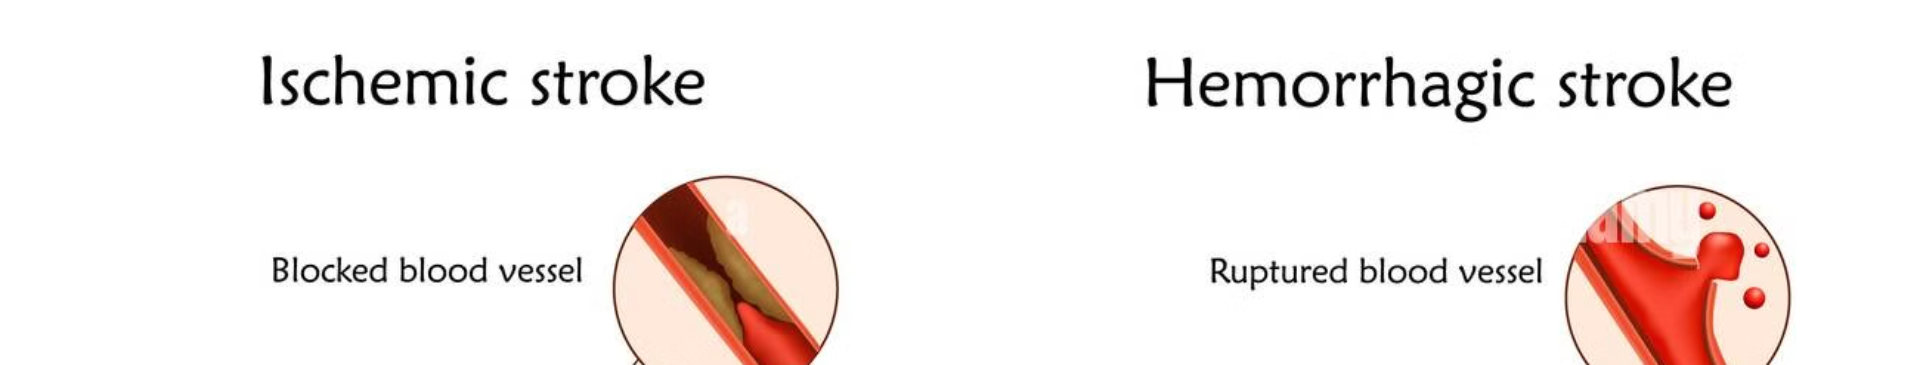 Ischemic stroke
Hemorrhagic stroke
Blocked blood vessel
Ruptured blood vessel
a